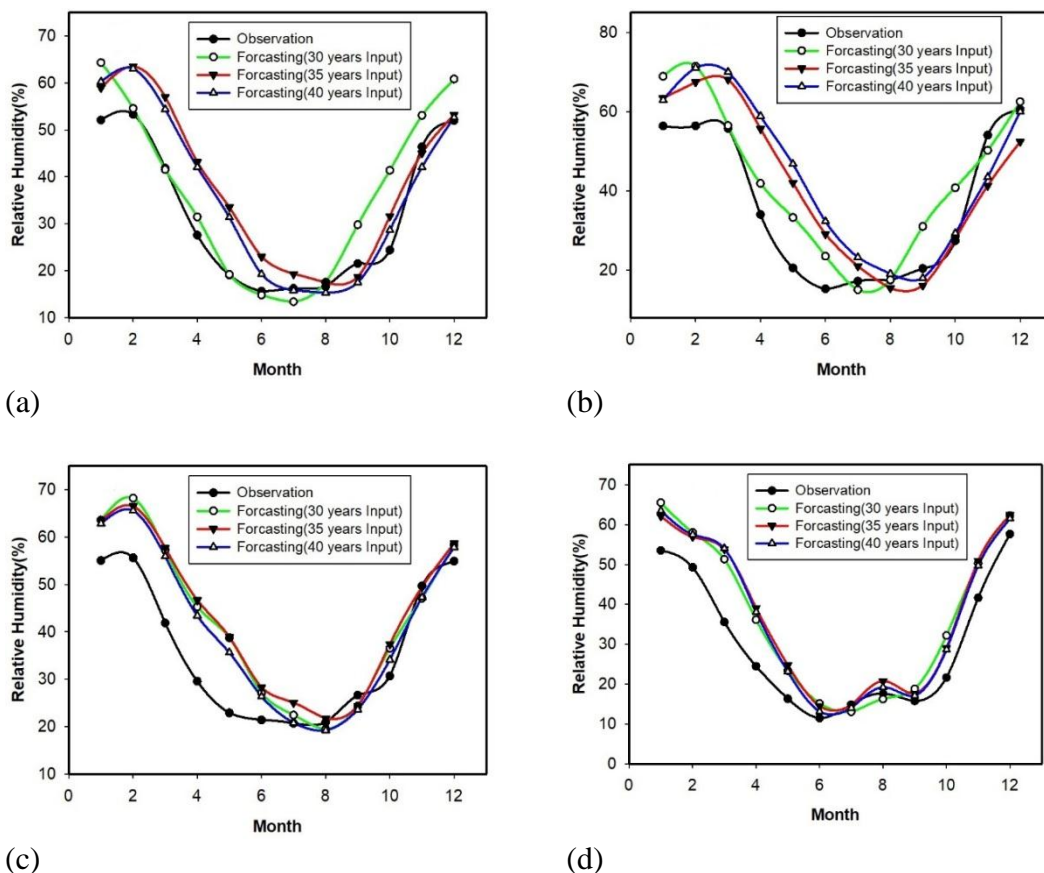 70
60
50
40
30
20
10
Relative Humidity(%)
Observation
Forcasting(30 years Input)
Forcasting(35 years Input)
Forcasting(40 years Input)
0 2 4 6 8 10 12
Month
(a)
80
60
40
20
Relative Humidity(%)
Observation
Forcasting(30 years Input)
Forcasting(35 years Input)
Forcasting(40 years Input)
0 2 4 6 8 10 12
Month
(b)
70
60
50
40
30
20
10
Relative Humidity(%)
Observation
Forcasting(30 years Input)
Forcasting(35 years Input)
Forcasting(40 years Input)
0 2 4 6 8 10 12
Month
(c)
70
60
50
40
30
20
10
0
Relative Humidity(%)
Observation
Forcasting(30 years Input)
Forcasting(35 years Input)
Forcasting(40 years Input)
0 2 4 6 8 10 12
Month
(d)